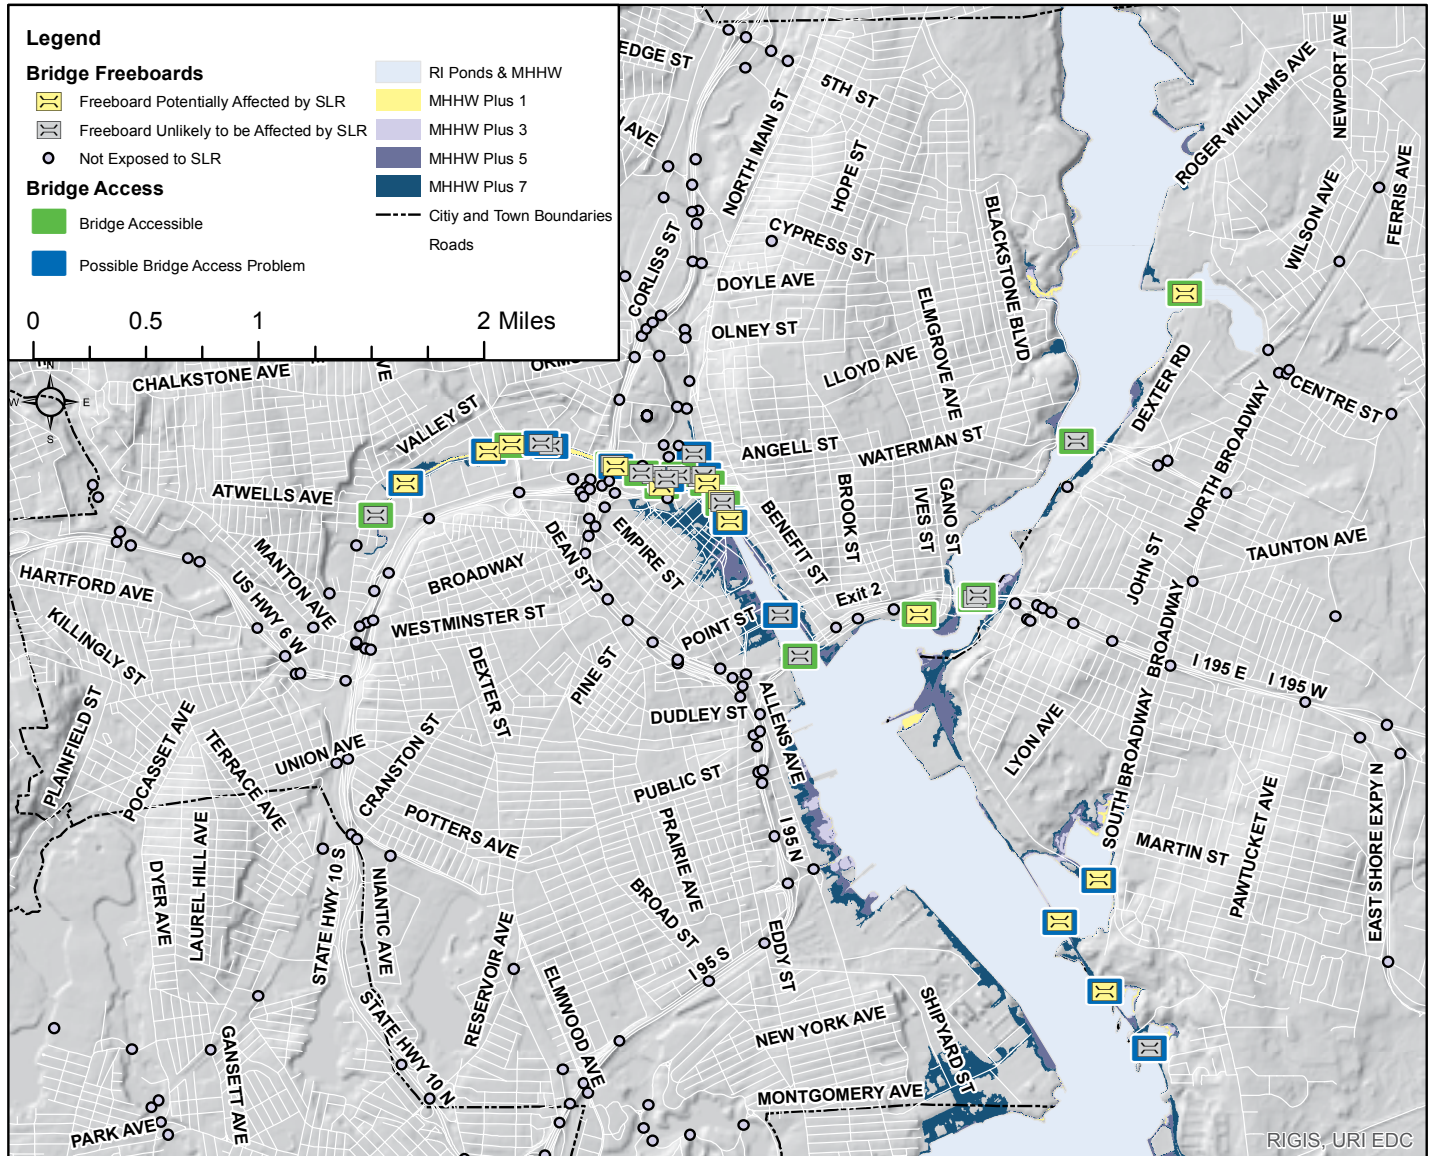 Legend
Bridge Freeboards
Freeboard Potentially Affected by SLR
Freeboard Unlikely to be Affected by SLR
Not Exposed to SLR
Bridge Access
Bridge Accessible
Possible Bridge Access Problem
RI Ponds & MHHW
MHHW Plus 1
MHHW Plus 3
MHHW Plus 5
MHHW Plus 7
Citiy and Town Boundaries
Roads
0 0.5 1 2 Miles
N
W E
S
EDGE ST
AVE
5TH ST
NORTH MAIN ST
HOPE ST
CYPRESS ST
CORLISS ST
DOYLE AVE
OLNEY ST
BLACKSTONE BLVD
ELMGROVE AVE
LLOYD AVE
ROGER WILLIAMS AVE
NEWPORT AVE
FERRIS AVE
WILSON AVE
DEXTER RD
CENTRE ST
NORTH BROADWAY
CHALKSTONE AVE
AVE
VALLEY ST
ATWELLS AVE
ANGELL ST
WATERMAN ST
BROOK ST
IVES ST
GANO ST
BENEFIT ST
TAUNTON AVE
JOHN ST
HARTFORD AVE
MANTON AVE
US HWY 6 W
KILLINGLY ST
BROADWAY
DEAN ST
EMPIRE ST
WESTMINSTER ST
POINT ST
Exit 2
DEXTER ST
PINE ST
DUDLEY ST
ALLENS AVE
I 195 E
I 195 W
SOUTH BROADWAY
BROADWAY
LYON AVE
PLAINFIELD ST
POCASSET AVE
TERRACE AVE
UNION AVE
CRANSTON ST
PUBLIC ST
PRAIRIE AVE
I 95 N
POTTERS AVE
MARTIN ST
PAWTUCKET AVE
EAST SHORE EXPY N
DYER AVE
LAUREL HILL AVE
STATE HWY 10 S
NIANTIC AVE
BROAD ST
EDDY ST
I 95 S
RESERVOIR AVE
ELMWOOD AVE
STATE HWY 10 N
NEW YORK AVE
SHIPYARD ST
MONTGOMERY AVE
GANSETT AVE
PARK AVE
RIGIS, URI EDC